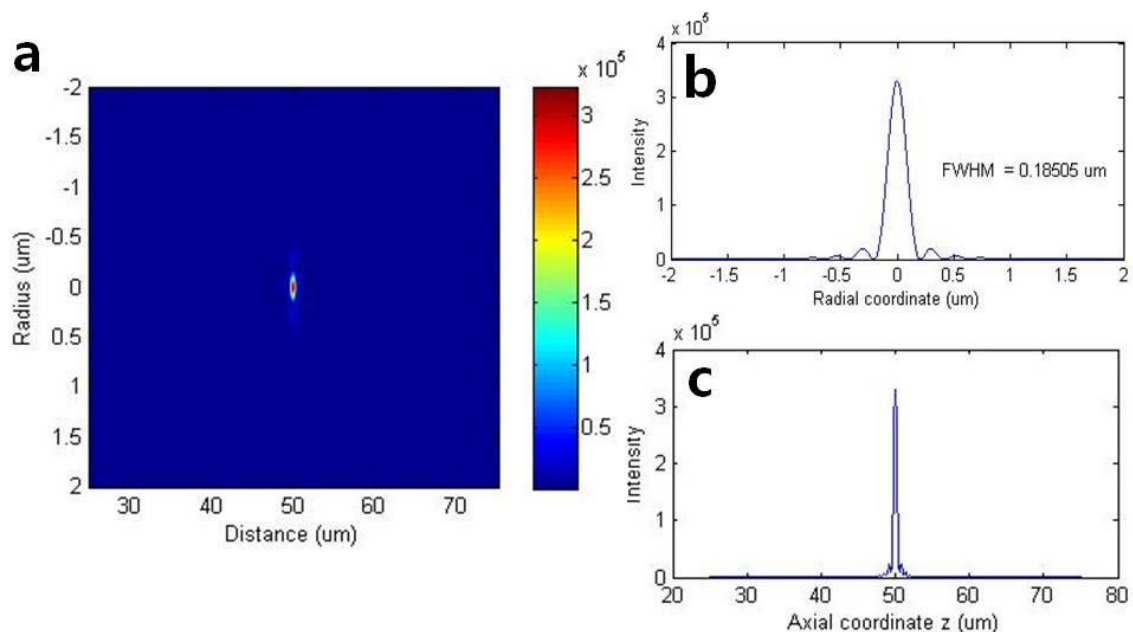 a
× 10^5
-2
-1.5
-1
-0.5
0
0.5
1
1.5
2
Radius (um)
30 40 50 60 70
Distance (um)
3
2.5
2
1.5
1
0.5
b
× 10^5
4
3
2
1
0
Intensity
FWHM = 0.18505 um
-2 -1.5 -1 -0.5 0 0.5 1 1.5 2
Radial coordinate (um)
c
× 10^5
4
3
2
1
0
Intensity
20 30 40 50 60 70 80
Axial coordinate z (um)